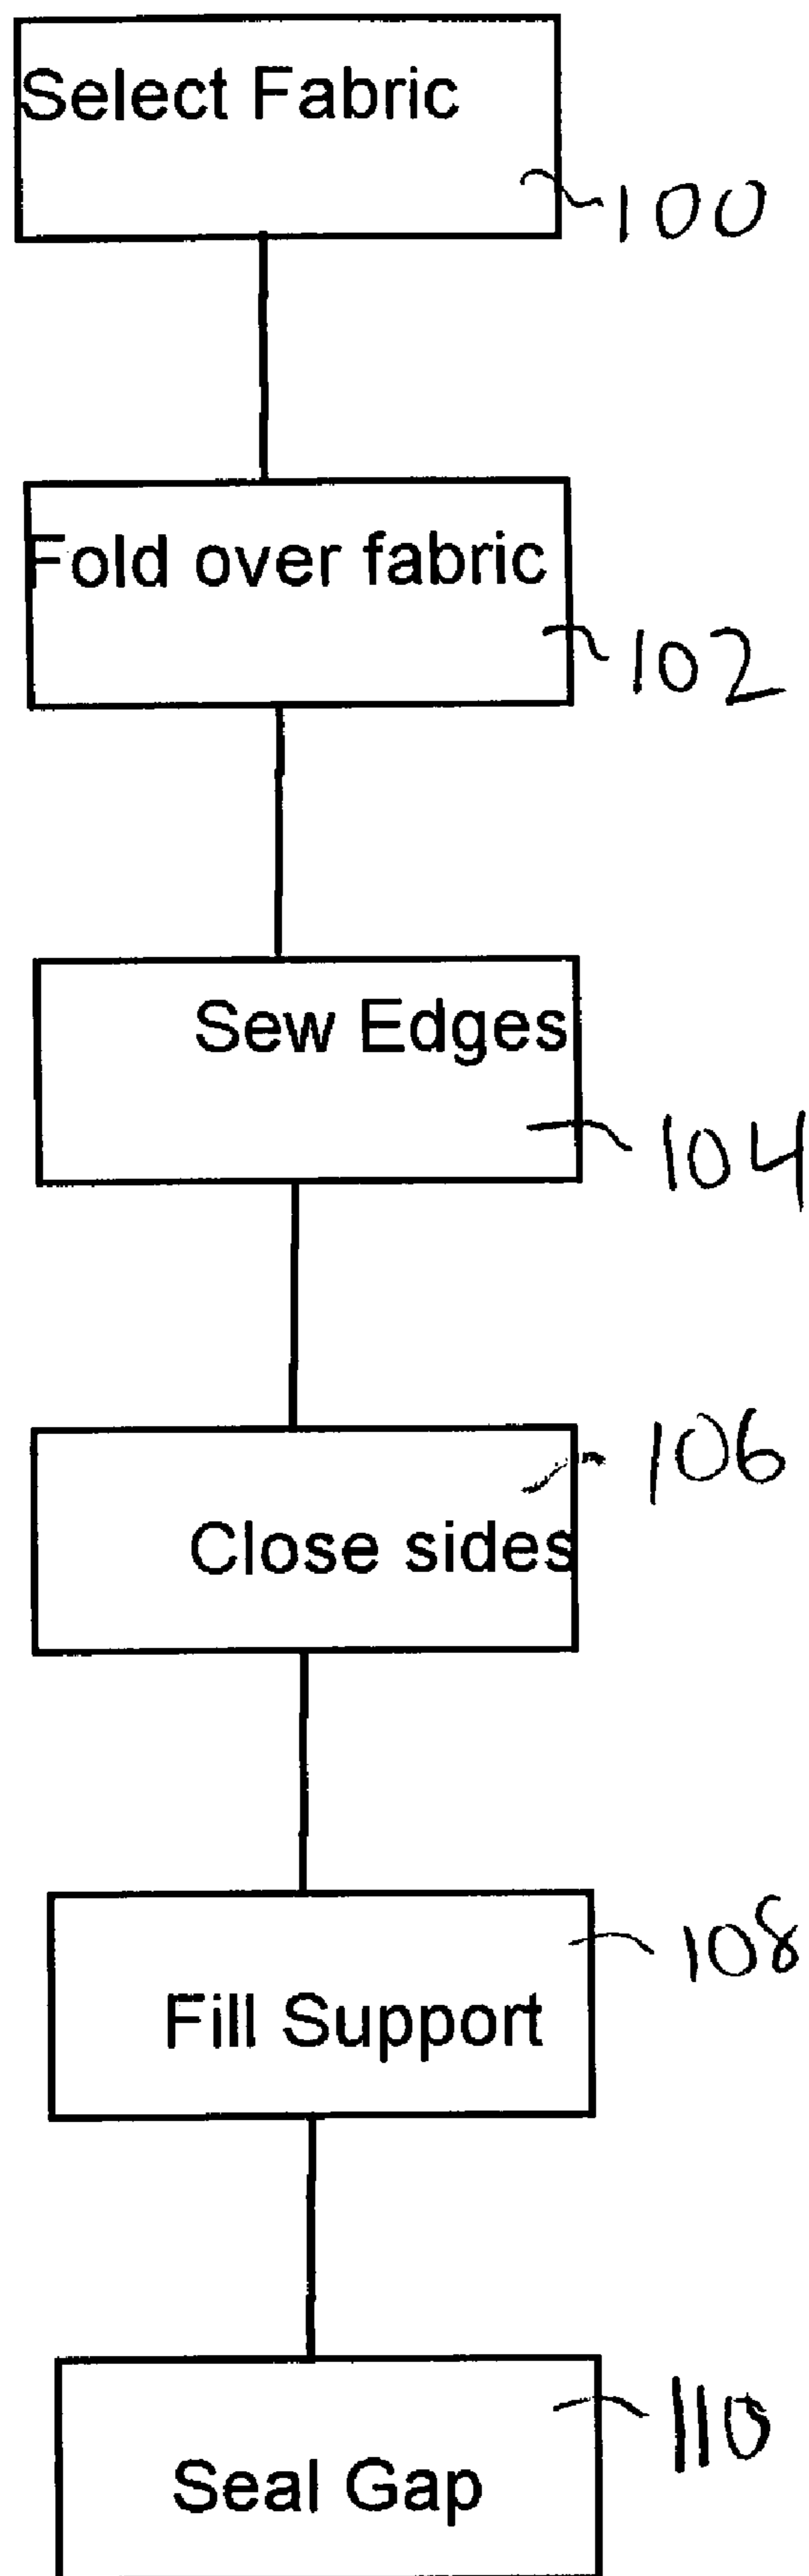 Select Fabric
100
Fold over fabric
102
Sew Edges
104
106
Close sides
108
Fill Support
110
Seal Gap